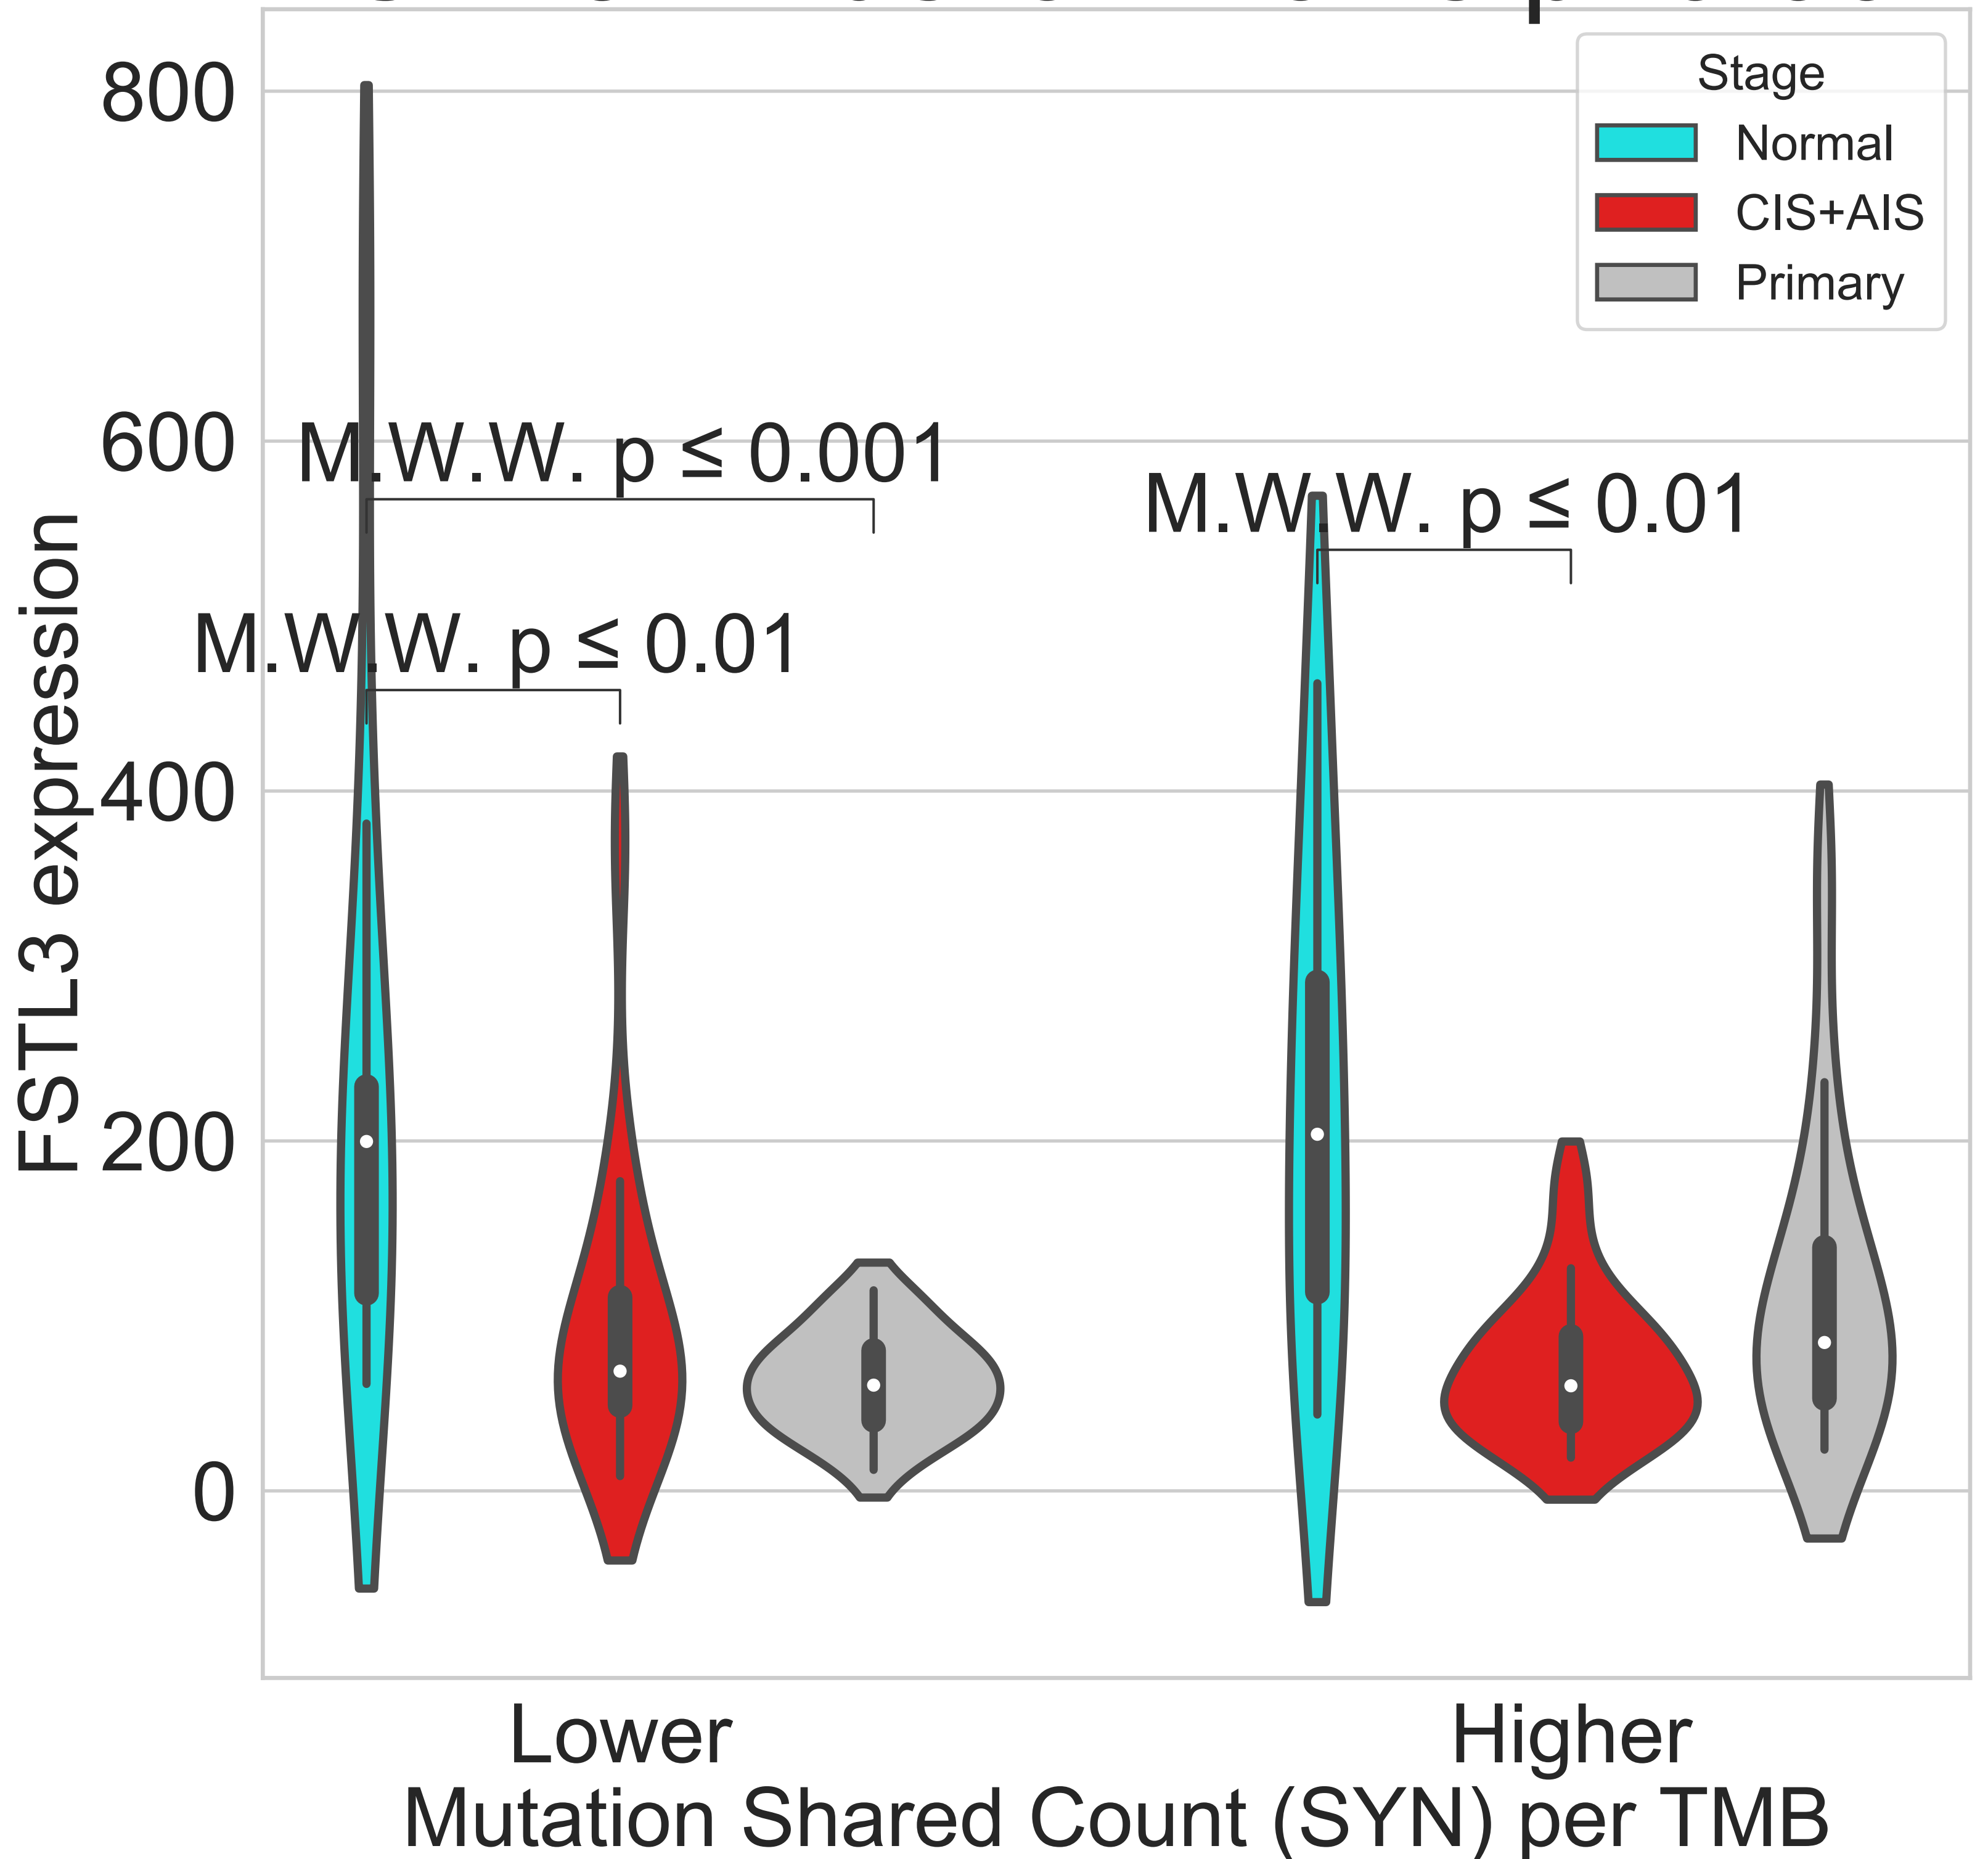 Stage
Normal
CIS+AIS
Primary
800
600
400
200
0
FSTL3 expression
M.W.W. p ≤ 0.001
M.W.W. p ≤ 0.01
M.W.W. p ≤ 0.01
Lower
Higher
Mutation Shared Count (SYN) per TMB